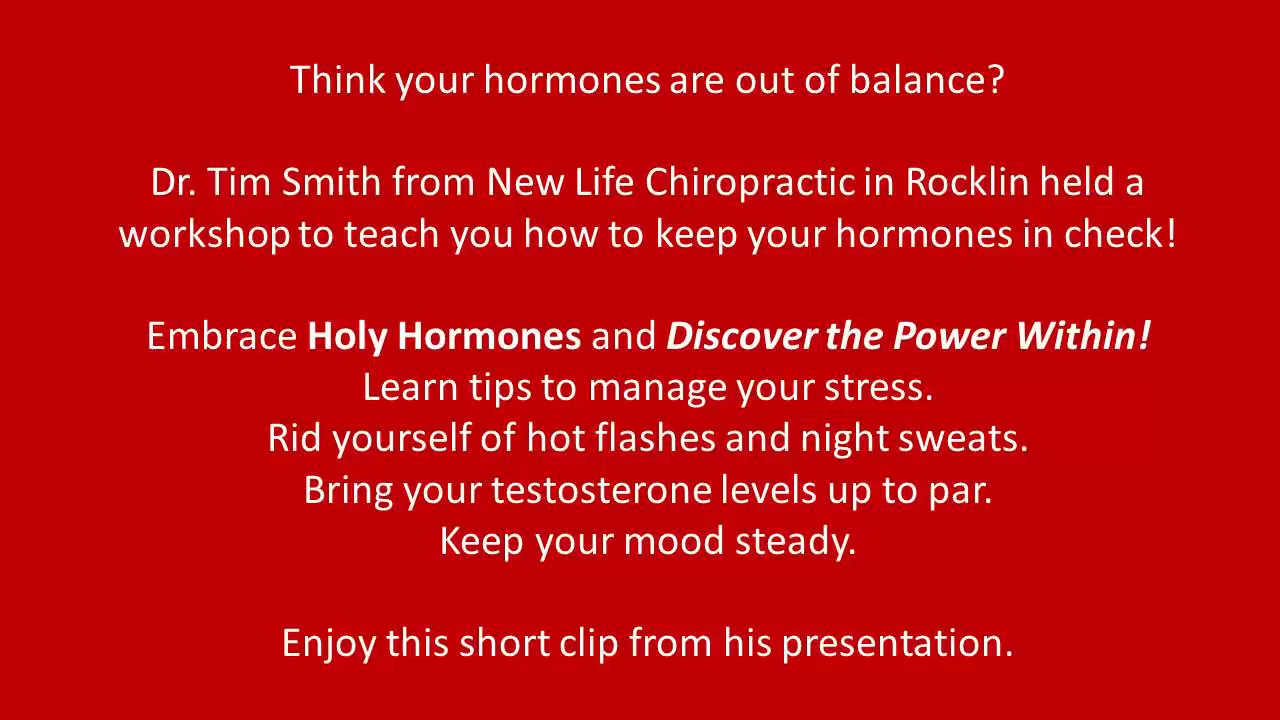 Think your hormones are out of balance?
Dr. Tim Smith from New Life Chiropractic in Rocklin held a
workshop to teach you how to keep your hormones in check!
Embrace Holy Hormones and Discover the Power Within!
Learn tips to manage your stress.
Rid yourself of hot flashes and night sweats.
Bring your testosterone levels up to par.
Keep your mood steady.
Enjoy this short clip from his presentation.